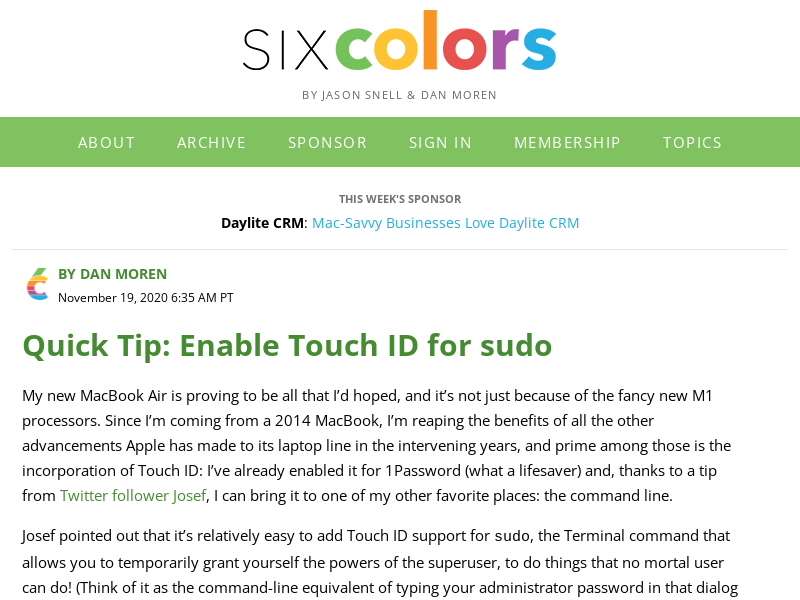 SIXcolors
BY JASON SNELL & DAN MOREN
ABOUT ARCHIVE SPONSOR SIGN IN MEMBERSHIP TOPICS
THIS WEEK'S SPONSOR
Daylite CRM: Mac-Savvy Businesses Love Daylite CRM
BY DAN MOREN
November 19, 2020 6:35 AM PT
Quick Tip: Enable Touch ID for sudo
My new MacBook Air is proving to be all that I’d hoped, and it’s not just because of the fancy new M1
processors. Since I’m coming from a 2014 MacBook, I’m reaping the benefits of all the other
advancements Apple has made to its laptop line in the intervening years, and prime among those is the
incorporation of Touch ID: I’ve already enabled it for 1Password (what a lifesaver) and, thanks to a tip
from Twitter follower Josef, I can bring it to one of my other favorite places: the command line.
Josef pointed out that it’s relatively easy to add Touch ID support for sudo, the Terminal command that
allows you to temporarily grant yourself the powers of the superuser, to do things that no mortal user
can do! (Think of it as the command-line equivalent of typing your administrator password in that dialog